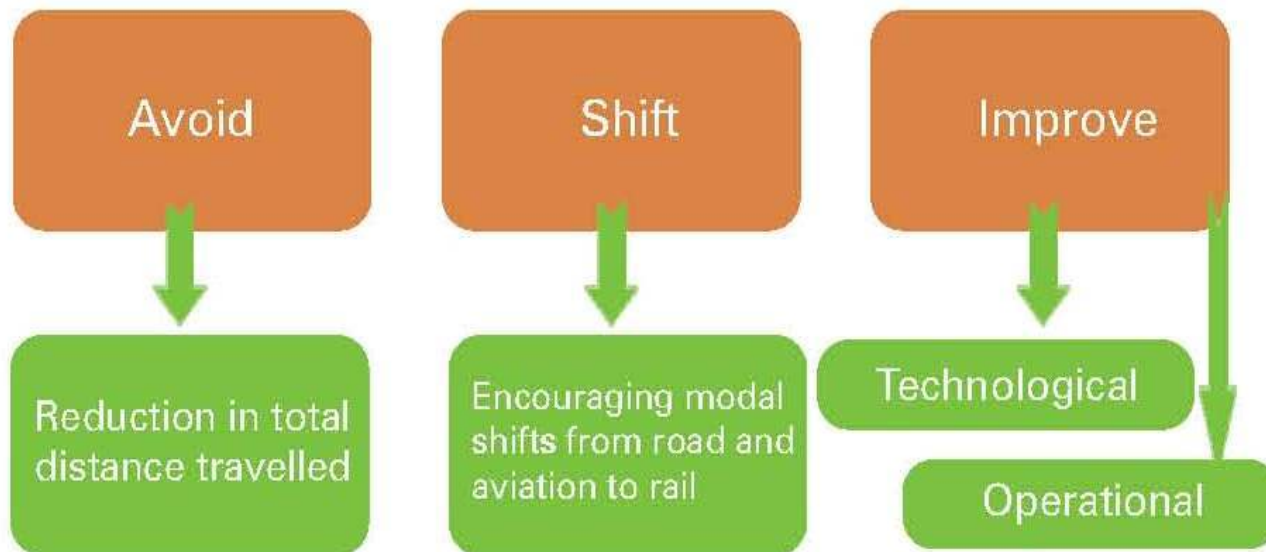 Avoid
Shift
Improve
Reduction in total
distance travelled
Encouraging modal
shifts from road and
aviation to rail
Technological
Operational